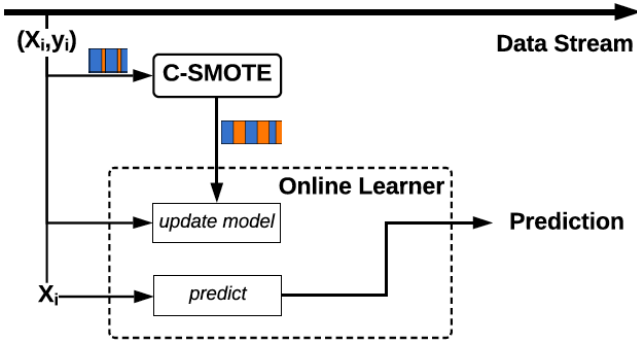 (Xi,yi)
Data Stream
C-SMOTE
Online Learner
update model
Prediction
Xi
predict